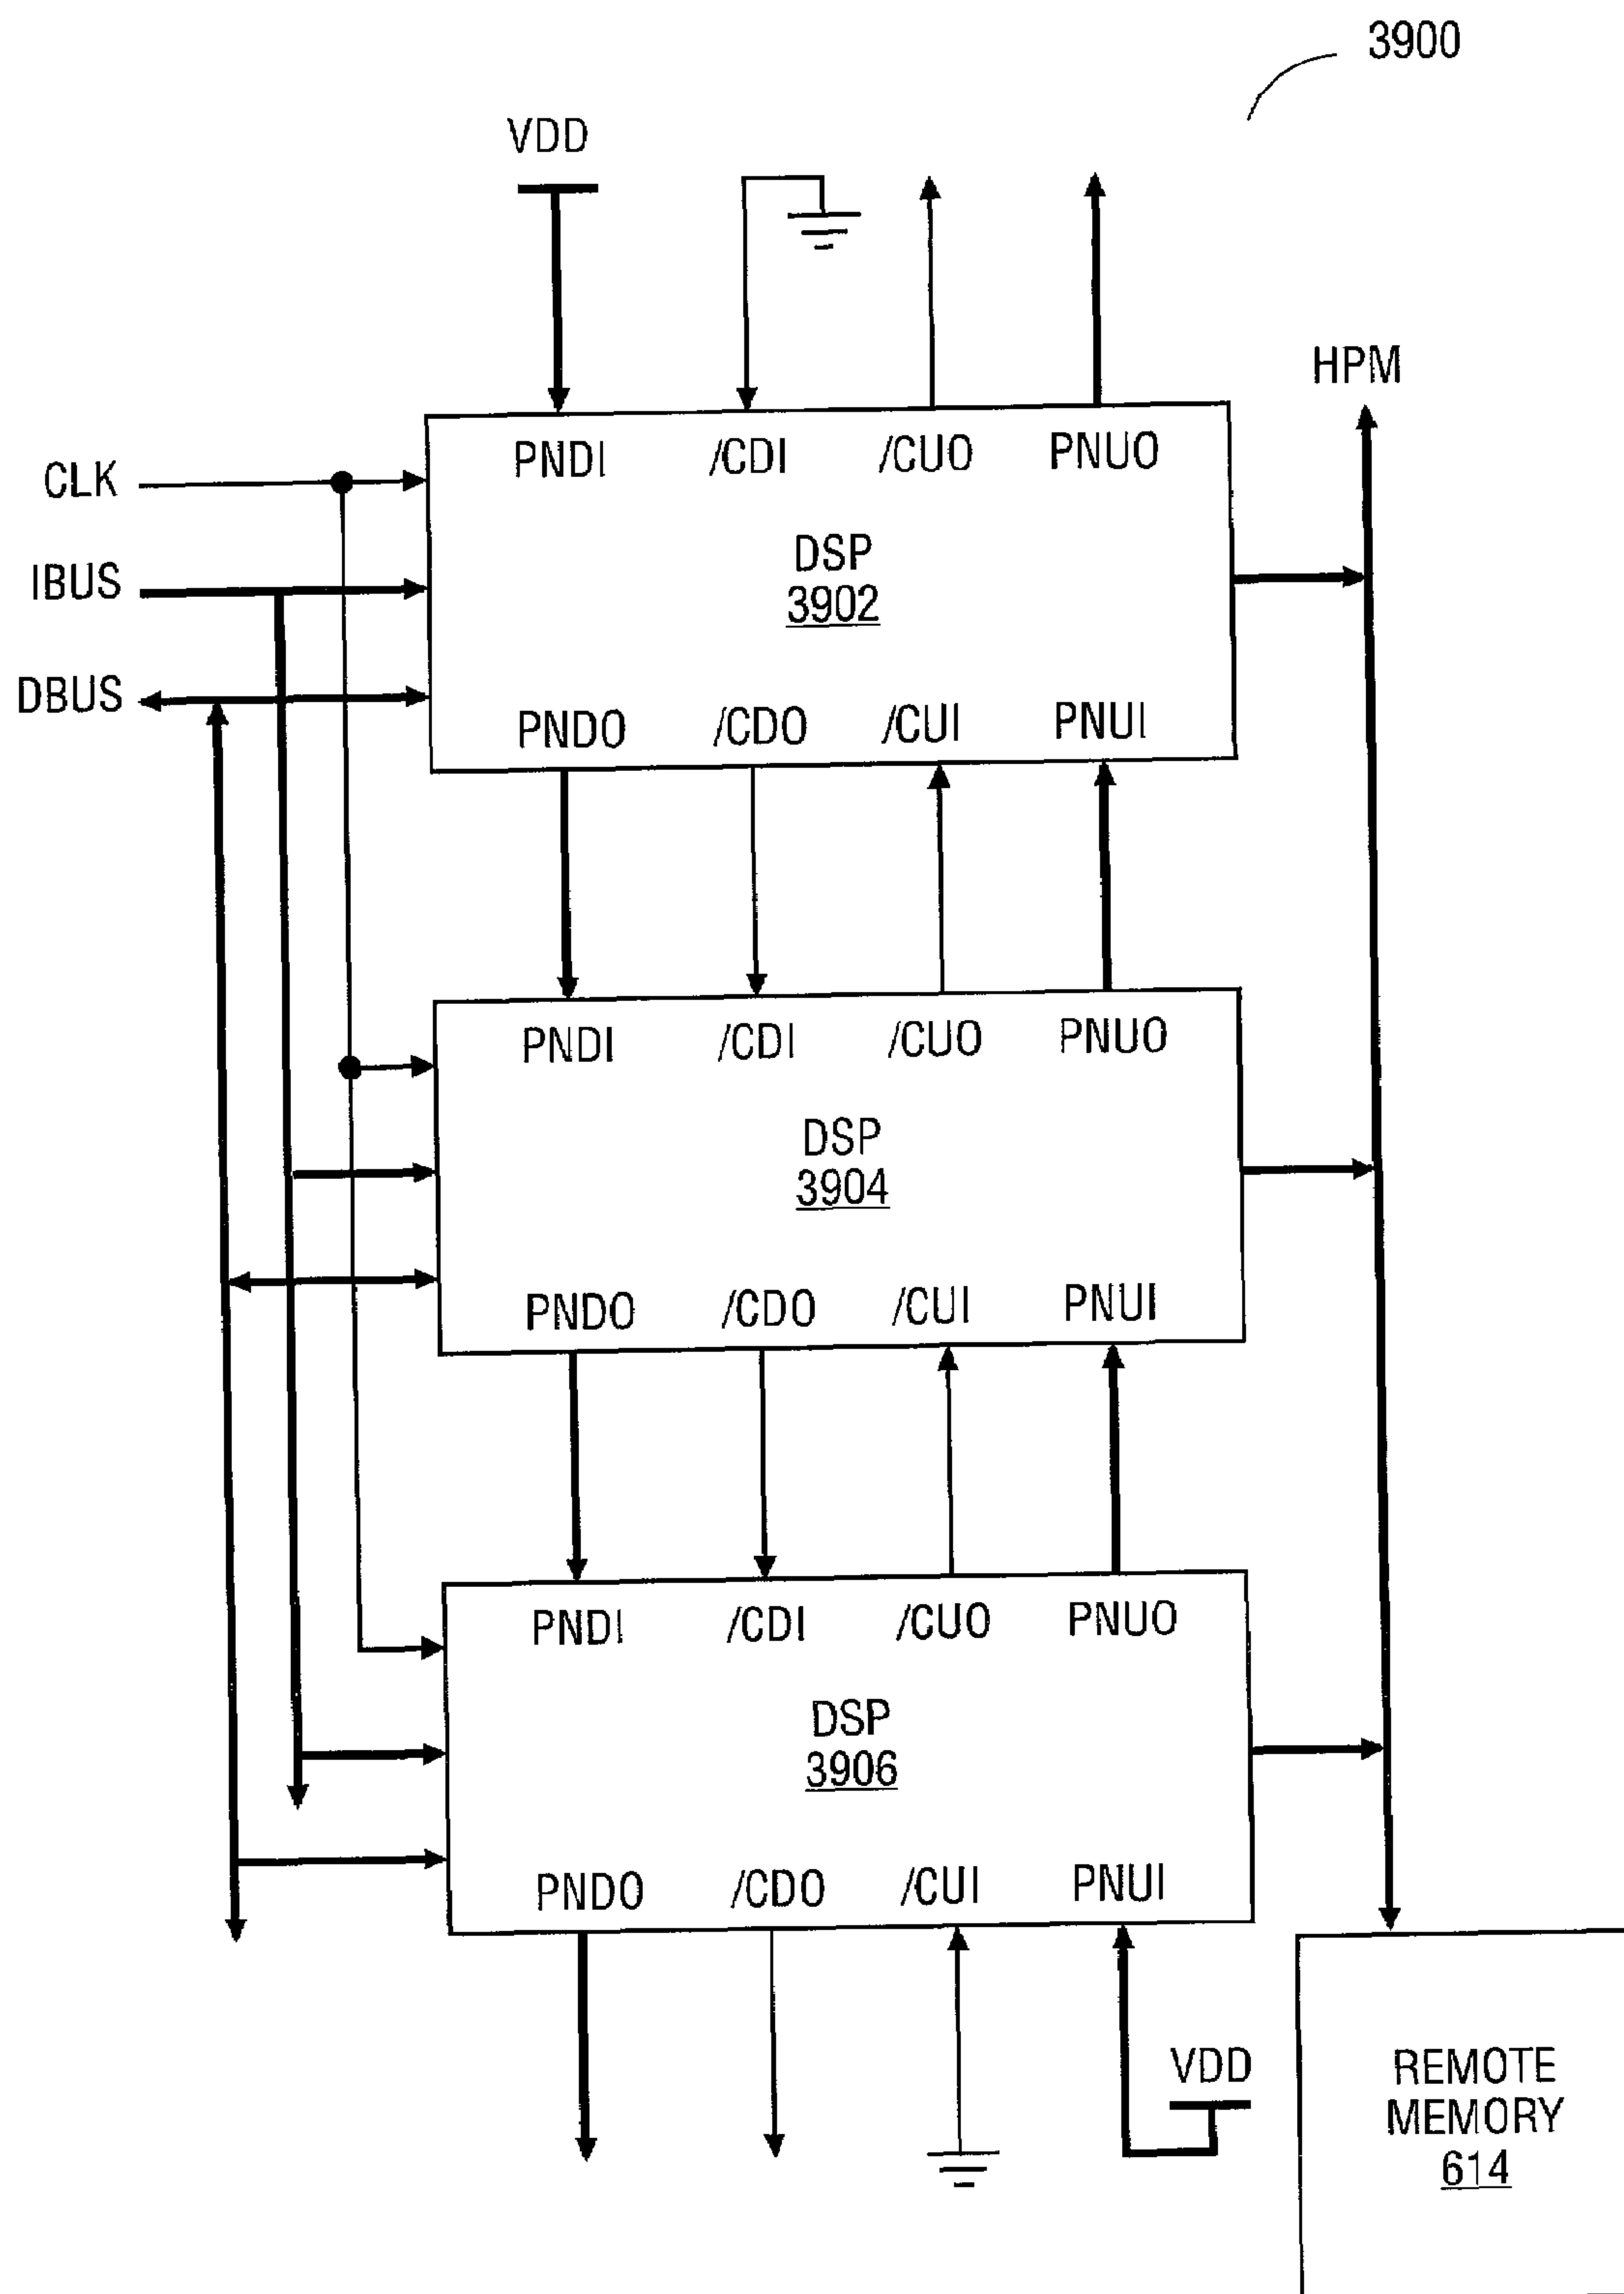 3900
VDD
HPM
PNDI /CDI /CUO PNUO
CLK
DSP
3902
IBUS
DBUS
PNDO /CDO /CUI PNUI
PNDI /CDI /CUO PNUO
DSP
3904
PNDO /CDO /CUI PNUI
PNDI /CDI /CUO PNUO
DSP
3906
PNDO /CDO /CUI PNUI
VDD
REMOTE
MEMORY
614